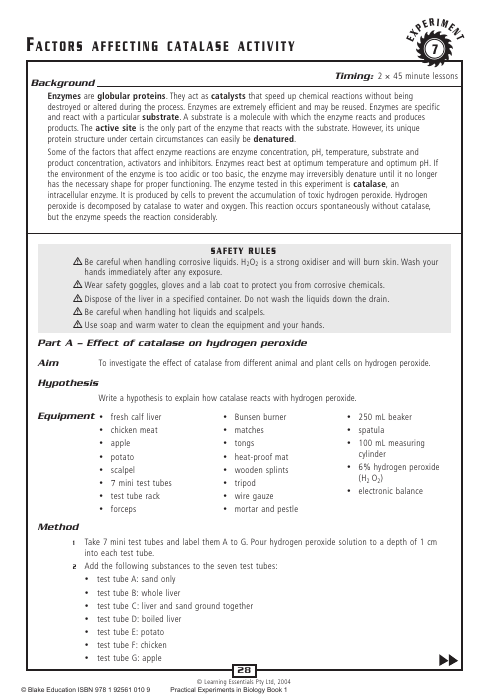 EXPERIMENT
7
FACTORS AFFECTING CATALASE ACTIVITY
Timing: 2 × 45 minute lessons
Background
Enzymes are globular proteins. They act as catalysts that speed up chemical reactions without being
destroyed or altered during the process. Enzymes are extremely efficient and may be reused. Enzymes are specific
and react with a particular substrate. A substrate is a molecule with which the enzyme reacts and produces
products. The active site is the only part of the enzyme that reacts with the substrate. However, its unique
protein structure under certain circumstances can easily be denatured.
Some of the factors that affect enzyme reactions are enzyme concentration, pH, temperature, substrate and
product concentration, activators and inhibitors. Enzymes react best at optimum temperature and optimum pH. If
the environment of the enzyme is too acidic or too basic, the enzyme may irreversibly denature until it no longer
has the necessary shape for proper functioning. The enzyme tested in this experiment is catalase, an
intracellular enzyme. It is produced by cells to prevent the accumulation of toxic hydrogen peroxide. Hydrogen
peroxide is decomposed by catalase to water and oxygen. This reaction occurs spontaneously without catalase,
but the enzyme speeds the reaction considerably.
SAFETY RULES
Be careful when handling corrosive liquids. H2O2 is a strong oxidiser and will burn skin. Wash your
hands immediately after any exposure.
Wear safety goggles, gloves and a lab coat to protect you from corrosive chemicals.
Dispose of the liver in a specified container. Do not wash the liquids down the drain.
Be careful when handling hot liquids and scalpels.
Use soap and warm water to clean the equipment and your hands.
Part A – Effect of catalase on hydrogen peroxide
Aim To investigate the effect of catalase from different animal and plant cells on hydrogen peroxide.
Hypothesis
Write a hypothesis to explain how catalase reacts with hydrogen peroxide.
Equipment
• fresh calf liver
• chicken meat
• apple
• potato
• scalpel
• 7 mini test tubes
• test tube rack
• forceps
• Bunsen burner
• matches
• tongs
• heat-proof mat
• wooden splints
• tripod
• wire gauze
• mortar and pestle
• 250 mL beaker
• spatula
• 100 mL measuring
cylinder
• 6% hydrogen peroxide
(H2 O2)
• electronic balance
Method
1 Take 7 mini test tubes and label them A to G. Pour hydrogen peroxide solution to a depth of 1 cm
into each test tube.
2 Add the following substances to the seven test tubes:
• test tube A: sand only
• test tube B: whole liver
• test tube C: liver and sand ground together
• test tube D: boiled liver
• test tube E: potato
• test tube F: chicken
• test tube G: apple
28
© Learning Essentials Pty Ltd, 2004
© Blake Education ISBN 978 1 92561 010 9 Practical Experiments in Biology Book 1